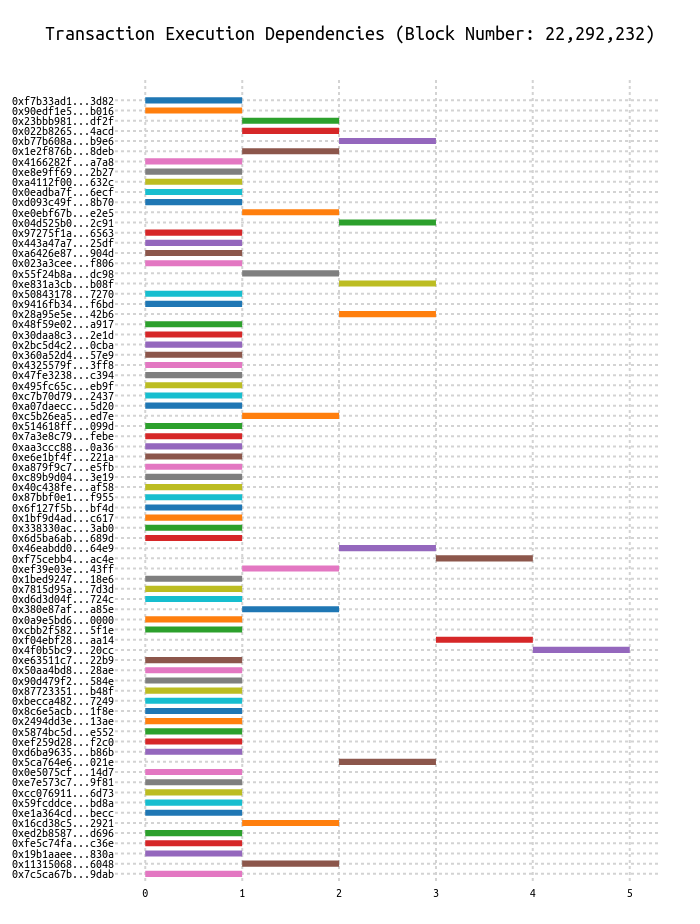 Transaction Execution Dependencies (Block Number: 22,292,232)
0xf7b33ad1...3d82
0x90edf1e5...b016
0x23bbb981...df2f
0x022b8265...4acd
0xb77b608a...b9e6
0x1e2f876b...8deb
0x4166282f...a7a8
0xe8e9ff69...2b27
0xa4112f00...632c
0x0eadba7f...6ecf
0xd093c49f...8b70
0xe0ebf67b...e2e5
0x04d525b0...2c91
0x97275f1a...6563
0x443a47a7...25df
0xa6426e87...904d
0x023a3cee...f806
0x55f24b8a...dc98
0xe831a3cb...b08f
0x50843178...7270
0x9416fb34...f6bd
0x28a95e5e...42b6
0x48f59e02...a917
0x30daa8c3...2e1d
0x2bc5d4c2...0cba
0x360a52d4...57e9
0x4325579f...3ff8
0x47fe3238...c394
0x495fc65c...eb9f
0xc7b70d79...2437
0xa07daecc...5d20
0xc5b26ea5...ed7e
0x514618ff...099d
0x7a3e8c79...febe
0xaa3ccc88...0a36
0xe6e1bf4f...221a
0xa879f9c7...e5fb
0xc89b9d04...3e19
0x40c438fe...af58
0x87bbf0e1...f955
0x6f127f5b...bf4d
0x1bf9d4ad...c617
0x338330ac...3ab0
0x6d5ba6ab...689d
0x46eabdd0...64e9
0xf75cebb4...ac4e
0xef39e03e...43ff
0x1bed9247...18e6
0x7815d95a...7d3d
0xd6d3d04f...724c
0x380e87af...a85e
0x0a9e5bd6...0000
0xcbb2f582...5f1e
0xf04ebf28...aa14
0x4f0b5bc9...20cc
0xe63511c7...22b9
0x50aa4bd8...28ae
0x90d479f2...584e
0x87723351...b48f
0xbecca482...7249
0x8c6e5acb...1f8e
0x2494dd3e...13ae
0x5874bc5d...e552
0xef259d28...f2c0
0xd6ba9635...b86b
0x5ca764e6...021e
0x0e5075cf...14d7
0xe7e573c7...9f81
0xcc076911...6d73
0x59fcddce...bd8a
0xe1a364cd...becc
0x16cd38c5...2921
0xed2b8587...d696
0xfe5c74fa...c36e
0x19b1aaee...830a
0x11315068...6048
0x7c5ca67b...9dab
0 1 2 3 4 5